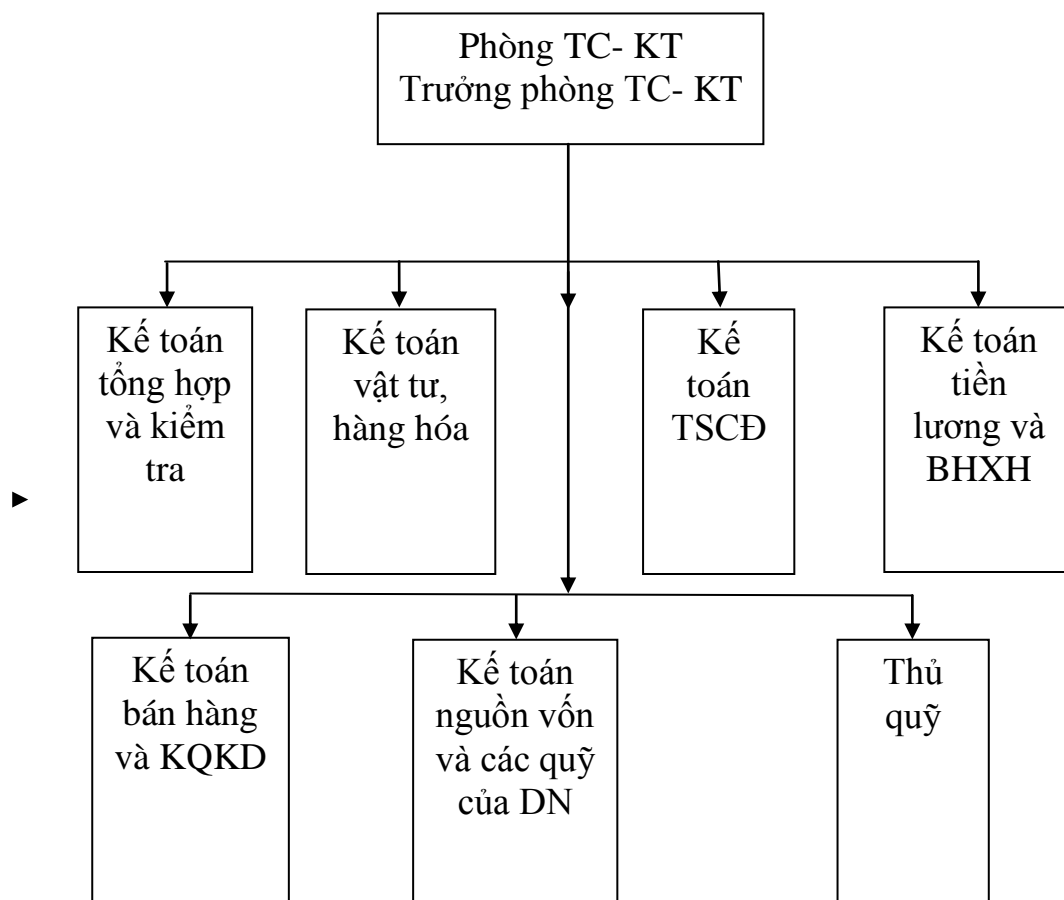 Phòng TC- KT
Trưởng phòng TC- KT
Kế toán
tổng hợp
và kiểm
tra
Kế toán
vật tư,
hàng hóa
Kế
toán
TSCĐ
Kế toán
tiền
lương và
BHXH
Kế toán
bán hàng
và KQKD
Kế toán
nguồn vốn
và các quỹ
của DN
Thủ
quỹ